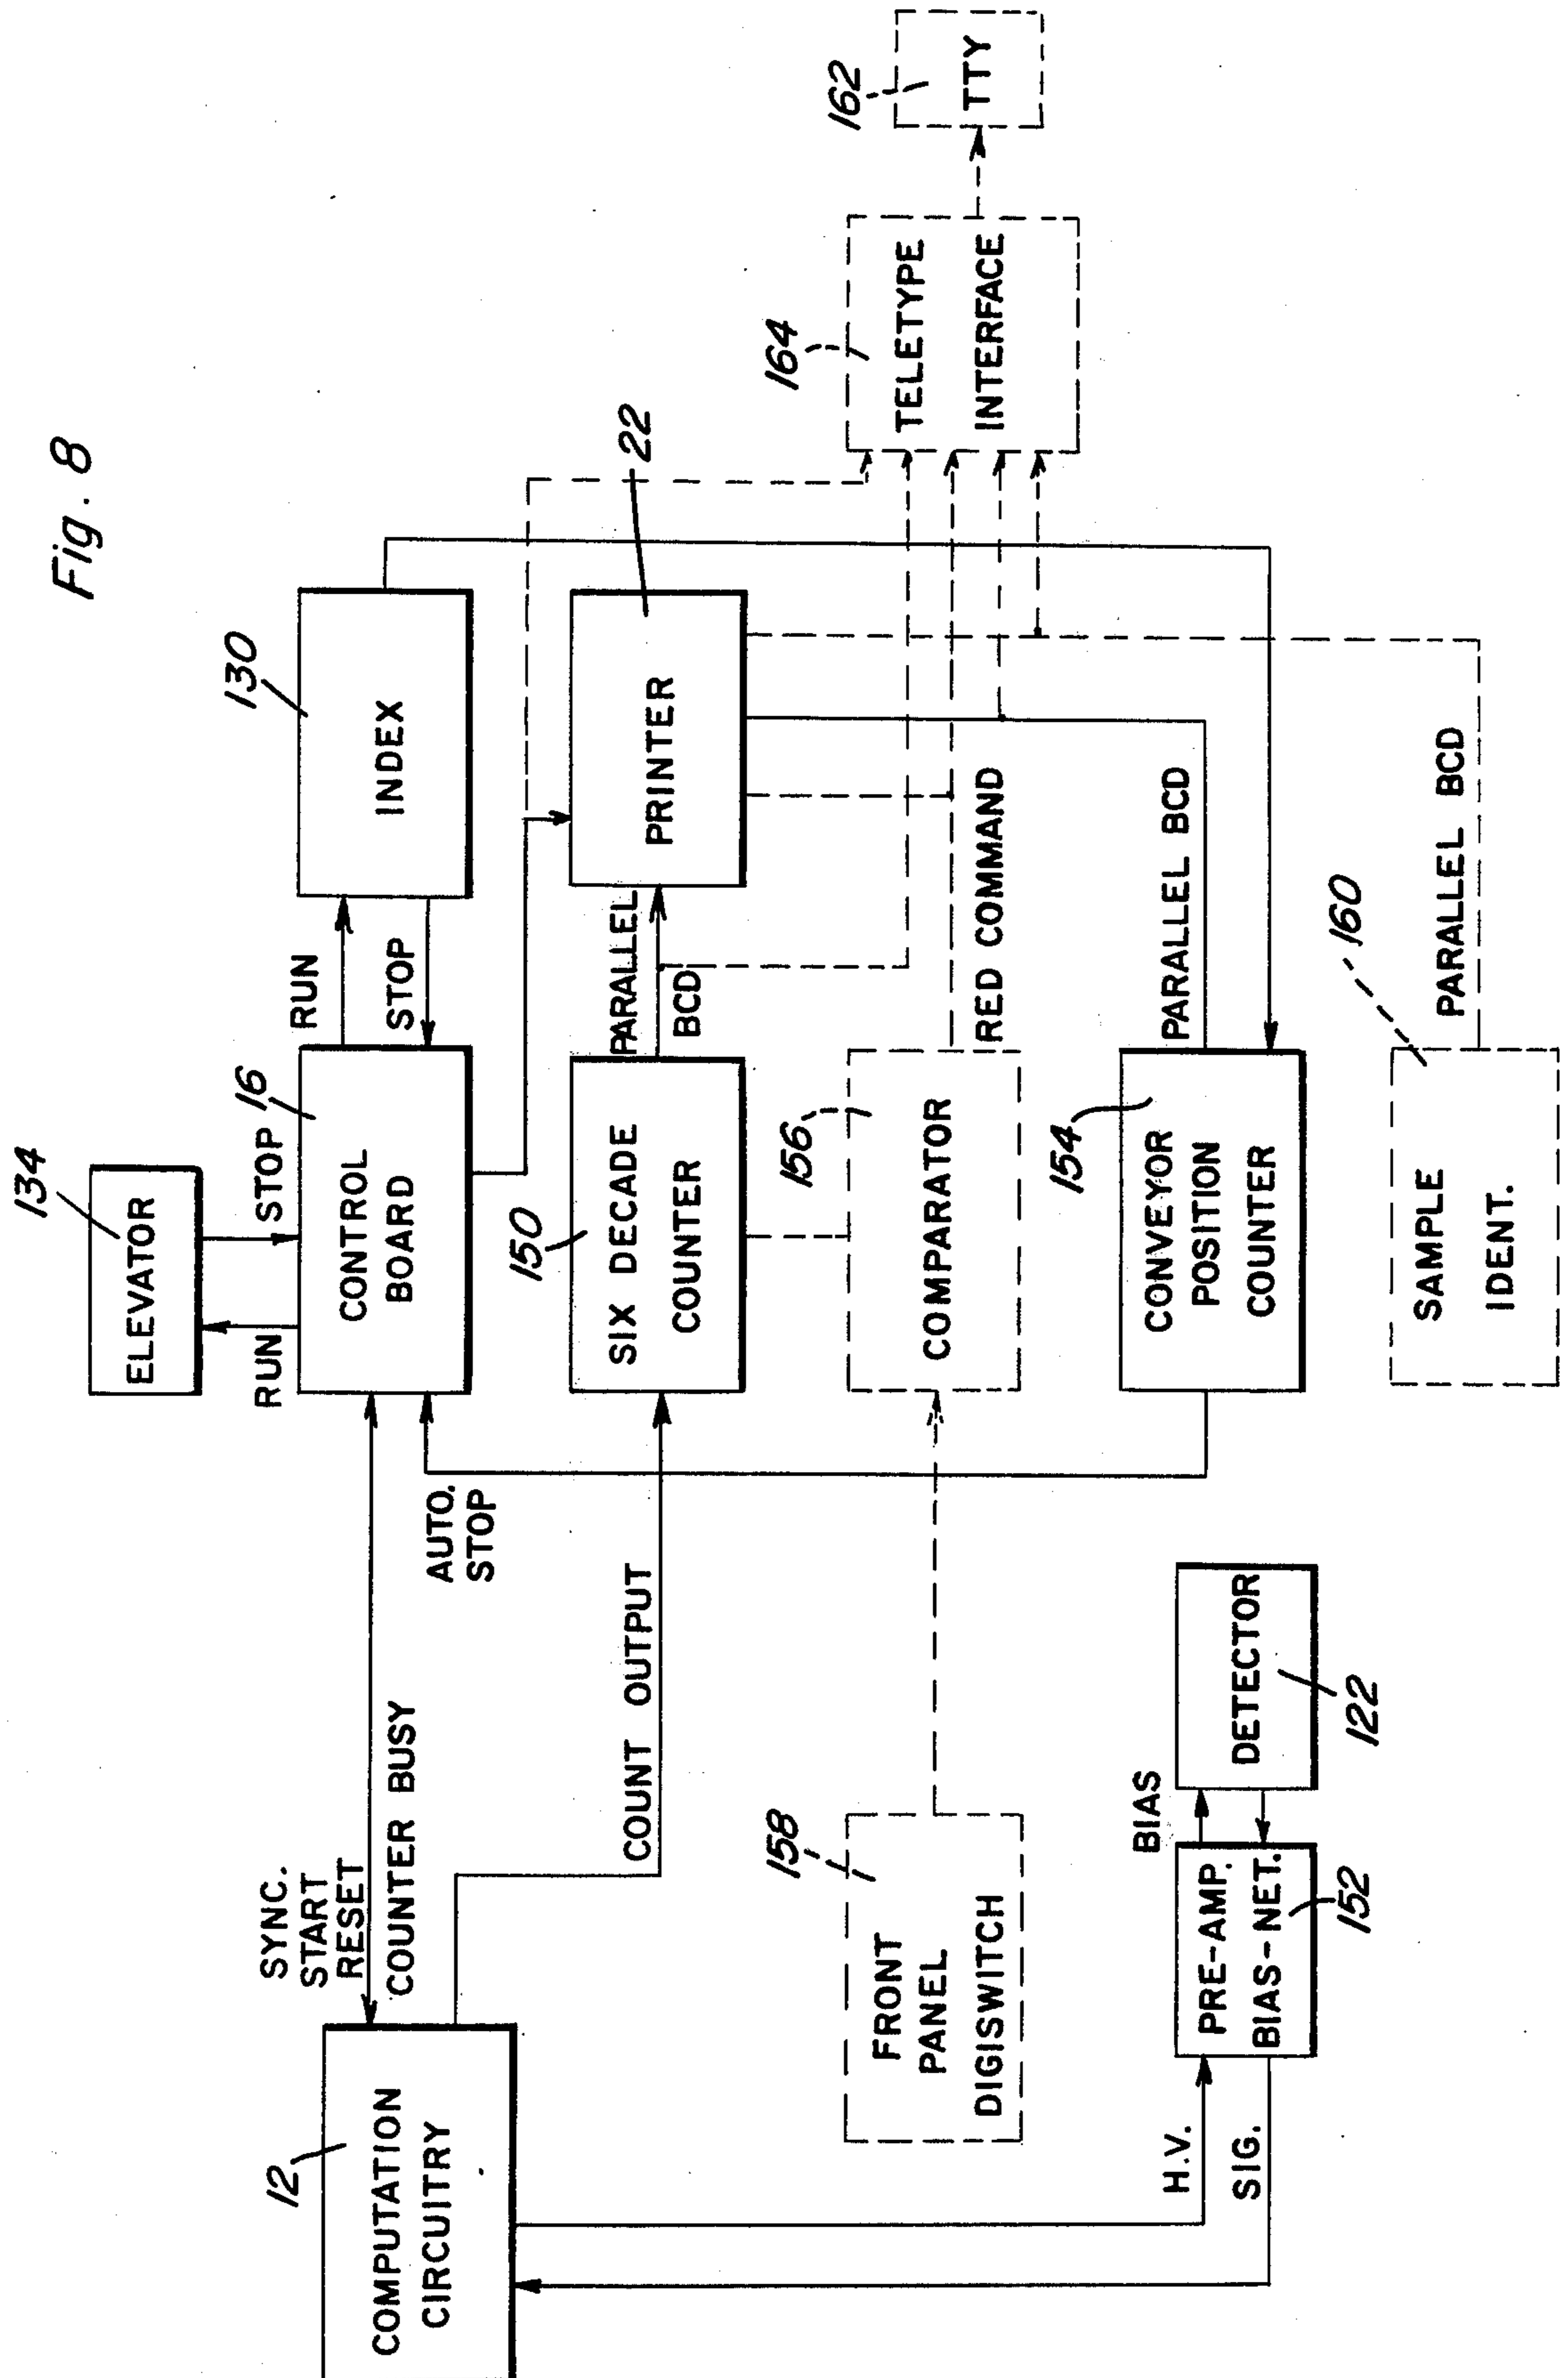 Fig. 8
134
ELEVATOR
RUN
STOP
12
COMPUTATION
CIRCUITRY
SYNC.
START
RESET
COUNTER BUSY
16
CONTROL
BOARD
RUN
STOP
130
INDEX
AUTO.
STOP
COUNT OUTPUT
150
SIX DECADE
COUNTER
PARALLEL
BCD
22
PRINTER
158
FRONT
PANEL
DIGISWITCH
156
COMPARATOR
RED COMMAND
164
TELETYPE
INTERFACE
162
TTY
H.V.
SIG.
PRE-AMP.
BIAS-NET.
152
BIAS
DETECTOR
122
154
CONVEYOR
POSITION
COUNTER
PARALLEL BCD
160
SAMPLE
IDENT.
PARALLEL BCD